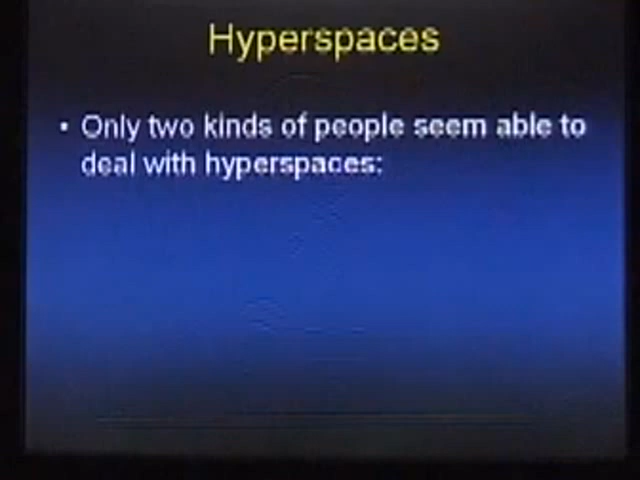 Hyperspaces
• Only two kinds of people seem able to
deal with hyperspaces: